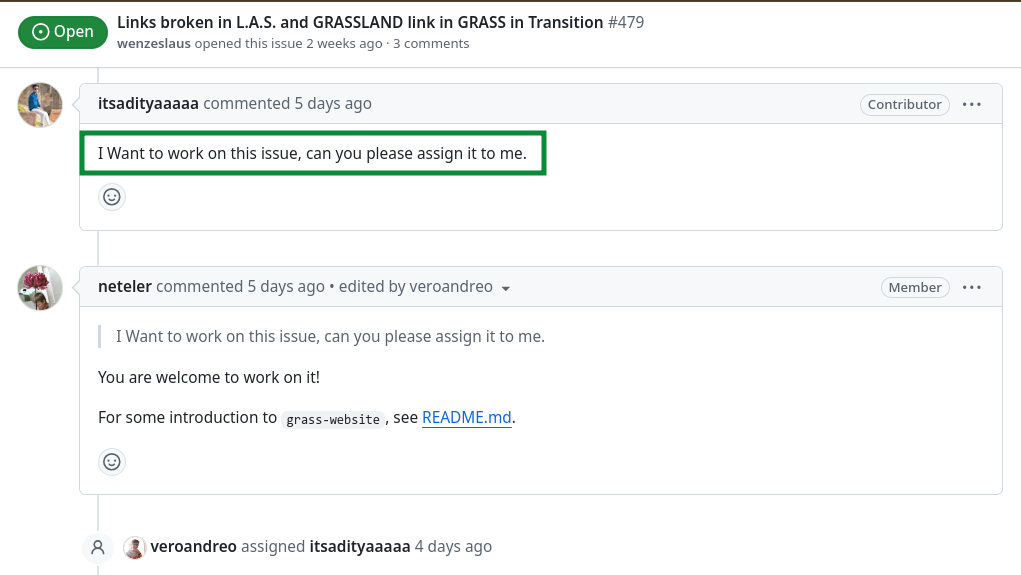 Open
Links broken in L.A.S. and GRASSLAND link in GRASS in Transition #479
wenzeslaus opened this issue 2 weeks ago · 3 comments
itsadityaaaaa commented 5 days ago Contributor
I Want to work on this issue, can you please assign it to me.
neteler commented 5 days ago • edited by veroandreo Member
I Want to work on this issue, can you please assign it to me.
You are welcome to work on it!
For some introduction to grass-website, see README.md.
veroandreo assigned itsadityaaaaa 4 days ago